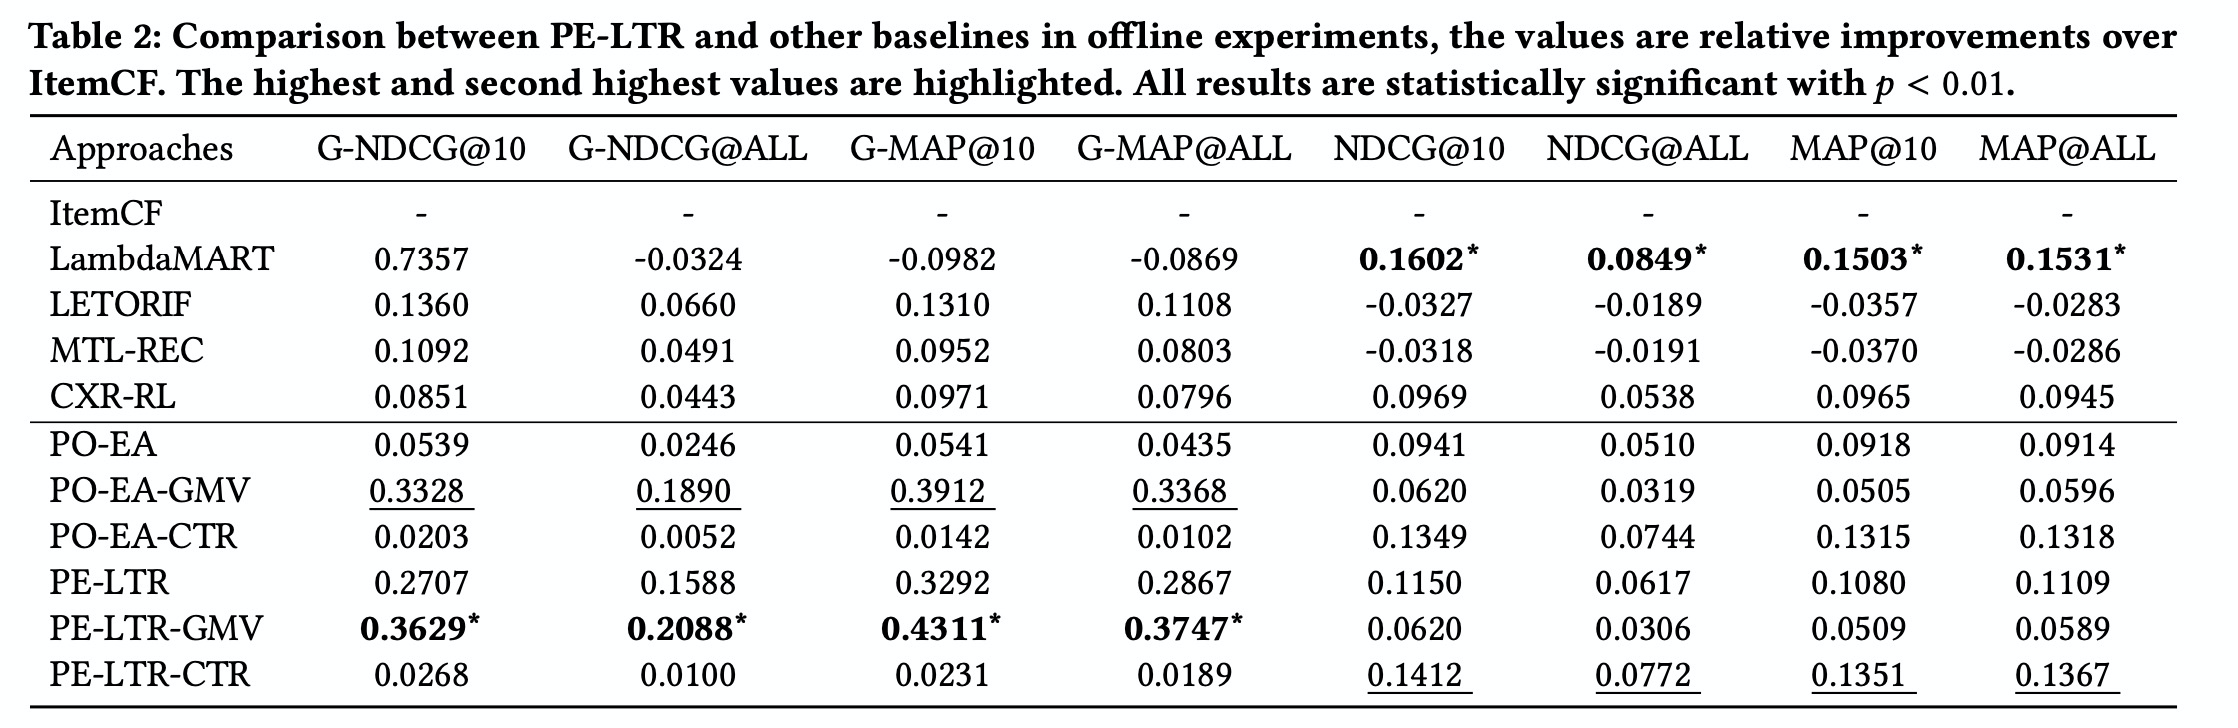 Table 2: Comparison between PE-LTR and other baselines in offline experiments, the values are relative improvements over
ItemCF. The highest and second highest values are highlighted. All results are statistically significant with p < 0.01.
Approaches G-NDCG@10 G-NDCG@ALL G-MAP@10 G-MAP@ALL NDCG@10 NDCG@ALL MAP@10 MAP@ALL
ItemCF - - - - - - - -
LambdaMART 0.7357 -0.0324 -0.0982 -0.0869 0.1602* 0.0849* 0.1503* 0.1531*
LETORIF 0.1360 0.0660 0.1310 0.1108 -0.0327 -0.0189 -0.0357 -0.0283
MTL-REC 0.1092 0.0491 0.0952 0.0803 -0.0318 -0.0191 -0.0370 -0.0286
CXR-RL 0.0851 0.0443 0.0971 0.0796 0.0969 0.0538 0.0965 0.0945
PO-EA 0.0539 0.0246 0.0541 0.0435 0.0941 0.0510 0.0918 0.0914
PO-EA-GMV 0.3328 0.1890 0.3912 0.3368 0.0620 0.0319 0.0505 0.0596
PO-EA-CTR 0.0203 0.0052 0.0142 0.0102 0.1349 0.0744 0.1315 0.1318
PE-LTR 0.2707 0.1588 0.3292 0.2867 0.1150 0.0617 0.1080 0.1109
PE-LTR-GMV 0.3629* 0.2088* 0.4311* 0.3747* 0.0620 0.0306 0.0509 0.0589
PE-LTR-CTR 0.0268 0.0100 0.0231 0.0189 0.1412 0.0772 0.1351 0.1367